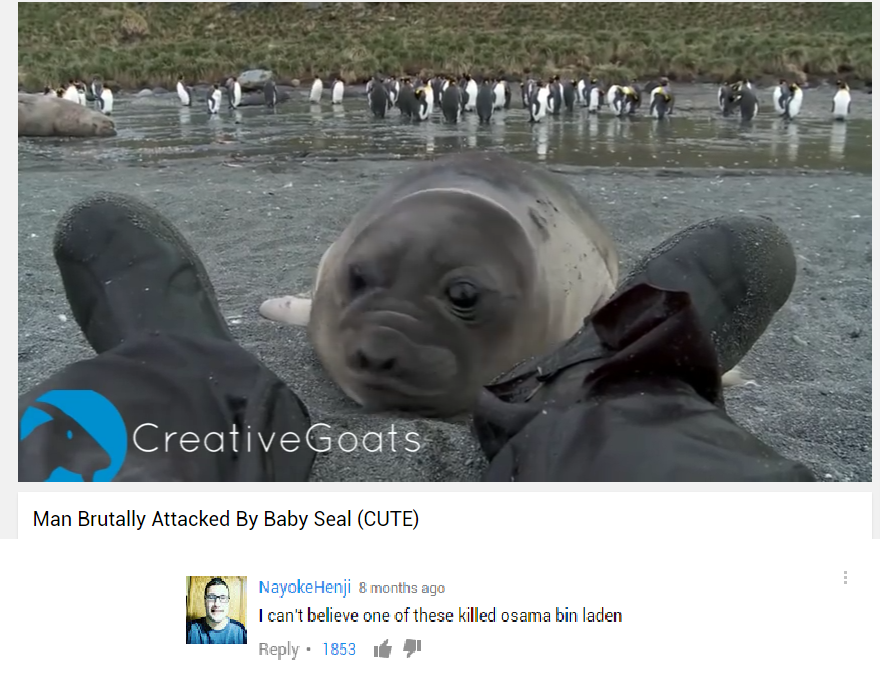 CreativeGoats
Man Brutally Attacked By Baby Seal (CUTE)
NayokeHenji 8 months ago
I can't believe one of these killed osama bin laden
Reply • 1853